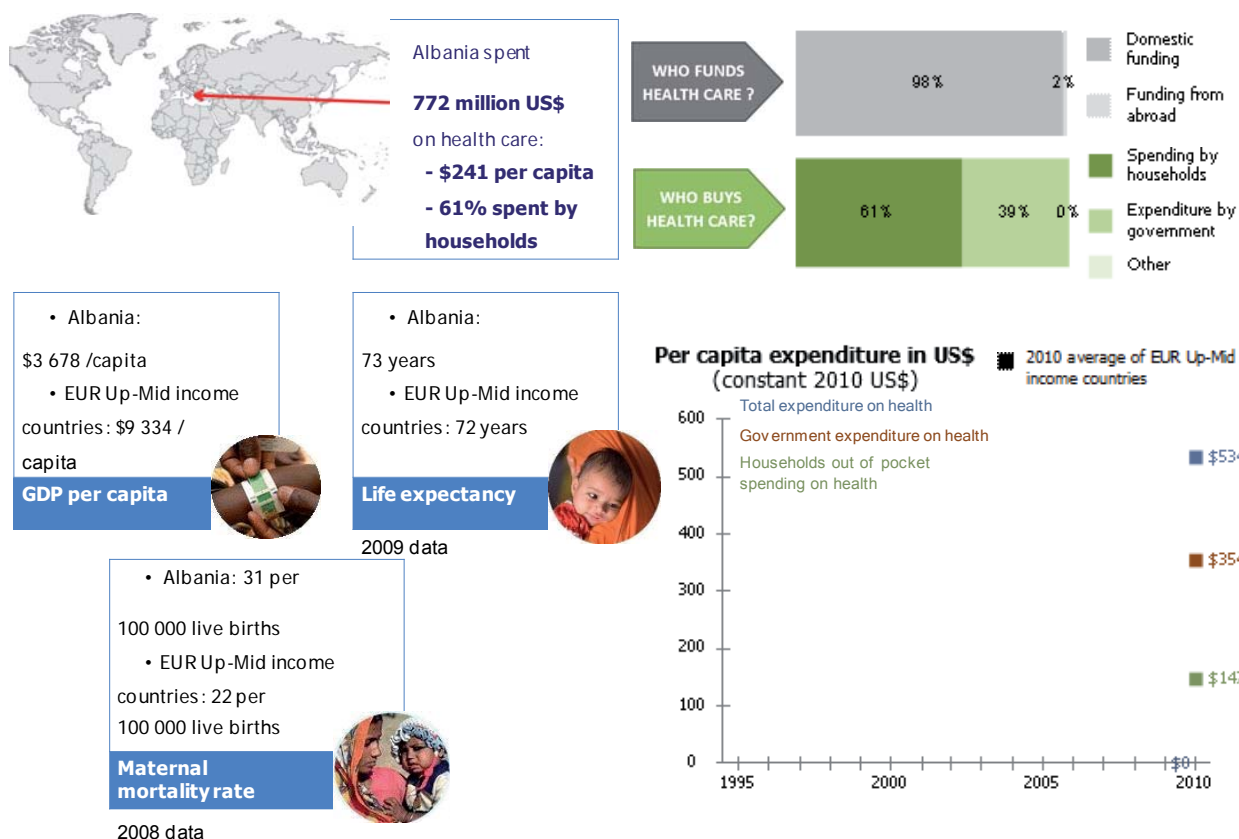 Albania spent
772 million US$
on health care:
- $241 per capita
- 61% spent by
households
WHO FUNDS
HEALTH CARE ?
98%
2%
Domestic
funding
Funding from
abroad
WHO BUYS
HEALTH CARE?
61%
39%
0%
Spending by
households
Expenditure by
government
Other
• Albania:
$3 678 /capita
• EUR Up-Mid income
countries: $9 334 /
capita
GDP per capita
• Albania:
73 years
• EUR Up-Mid income
countries: 72 years
Life expectancy
2009 data
• Albania: 31 per
100 000 live births
• EUR Up-Mid income
countries: 22 per
100 000 live births
Maternal
mortality rate
2008 data
Per capita expenditure in US$
(constant 2010 US$)
2010 average of EUR Up-Mid
income countries
Total expenditure on health
Government expenditure on health
Households out of pocket
spending on health
600
500
400
300
200
100
0
$534
$354
$147
$0
1995
2000
2005
2010